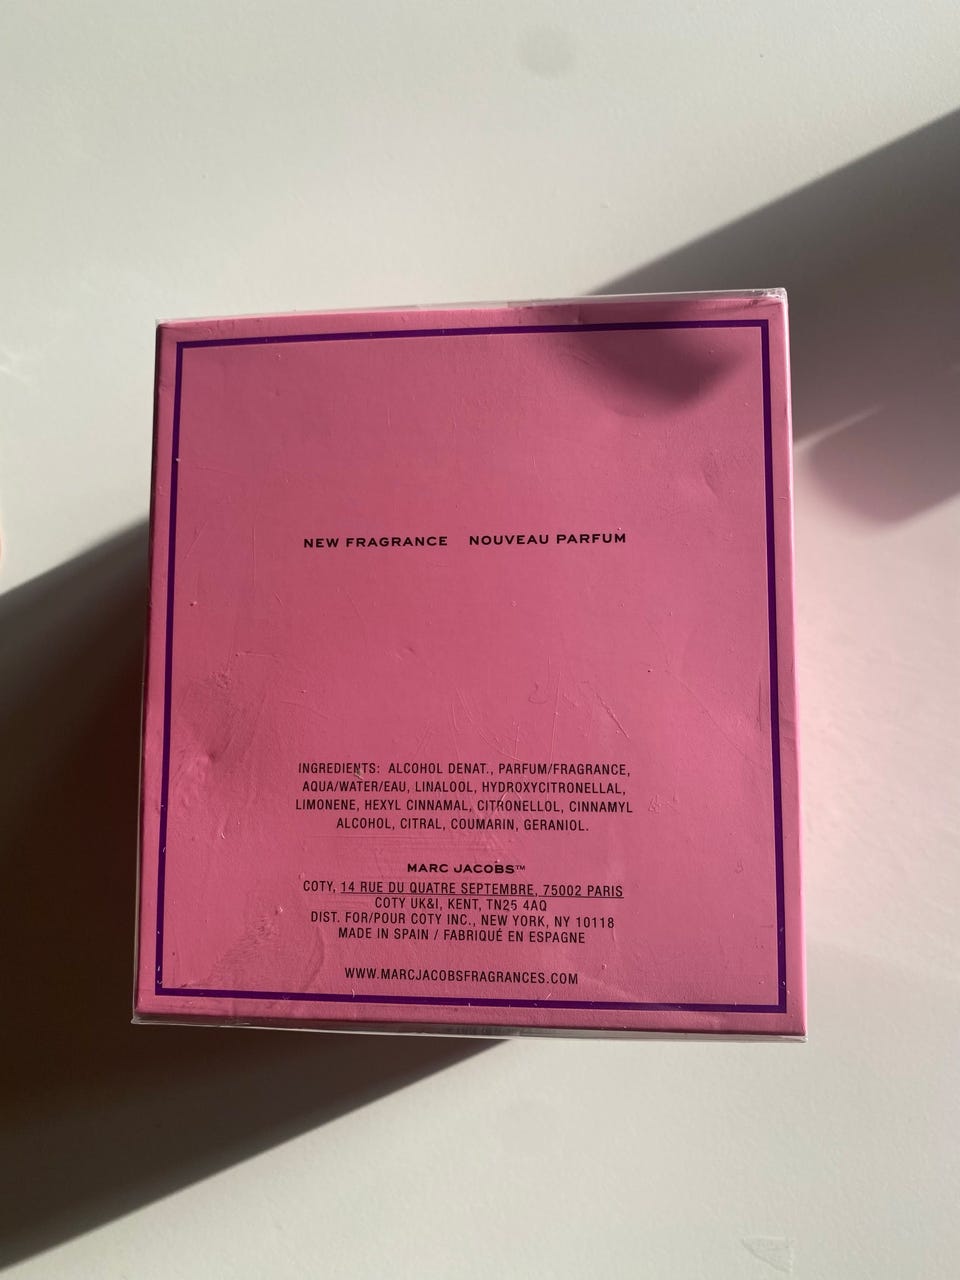 NEW FRAGRANCE NOUVEAU PARFUM
INGREDIENTS: ALCOHOL DENAT., PARFUM/FRAGRANCE,
AQUA/WATER/EAU, LINALOOL, HYDROXYCITRONELLAL,
LIMONENE, HEXYL CINNAMAL, CITRONELLOL, CINNAMYL
ALCOHOL, CITRAL, COUMARIN, GERANIOL.
MARC JACOBS™
COTY, 14 RUE DU QUATRE SEPTEMBRE, 75002 PARIS
COTY UK&I, KENT, TN25 4AQ
DIST. FOR/POUR COTY INC., NEW YORK, NY 10118
MADE IN SPAIN / FABRIQUÉ EN ESPAGNE
WWW.MARCJACOBSFRAGRANCES.COM